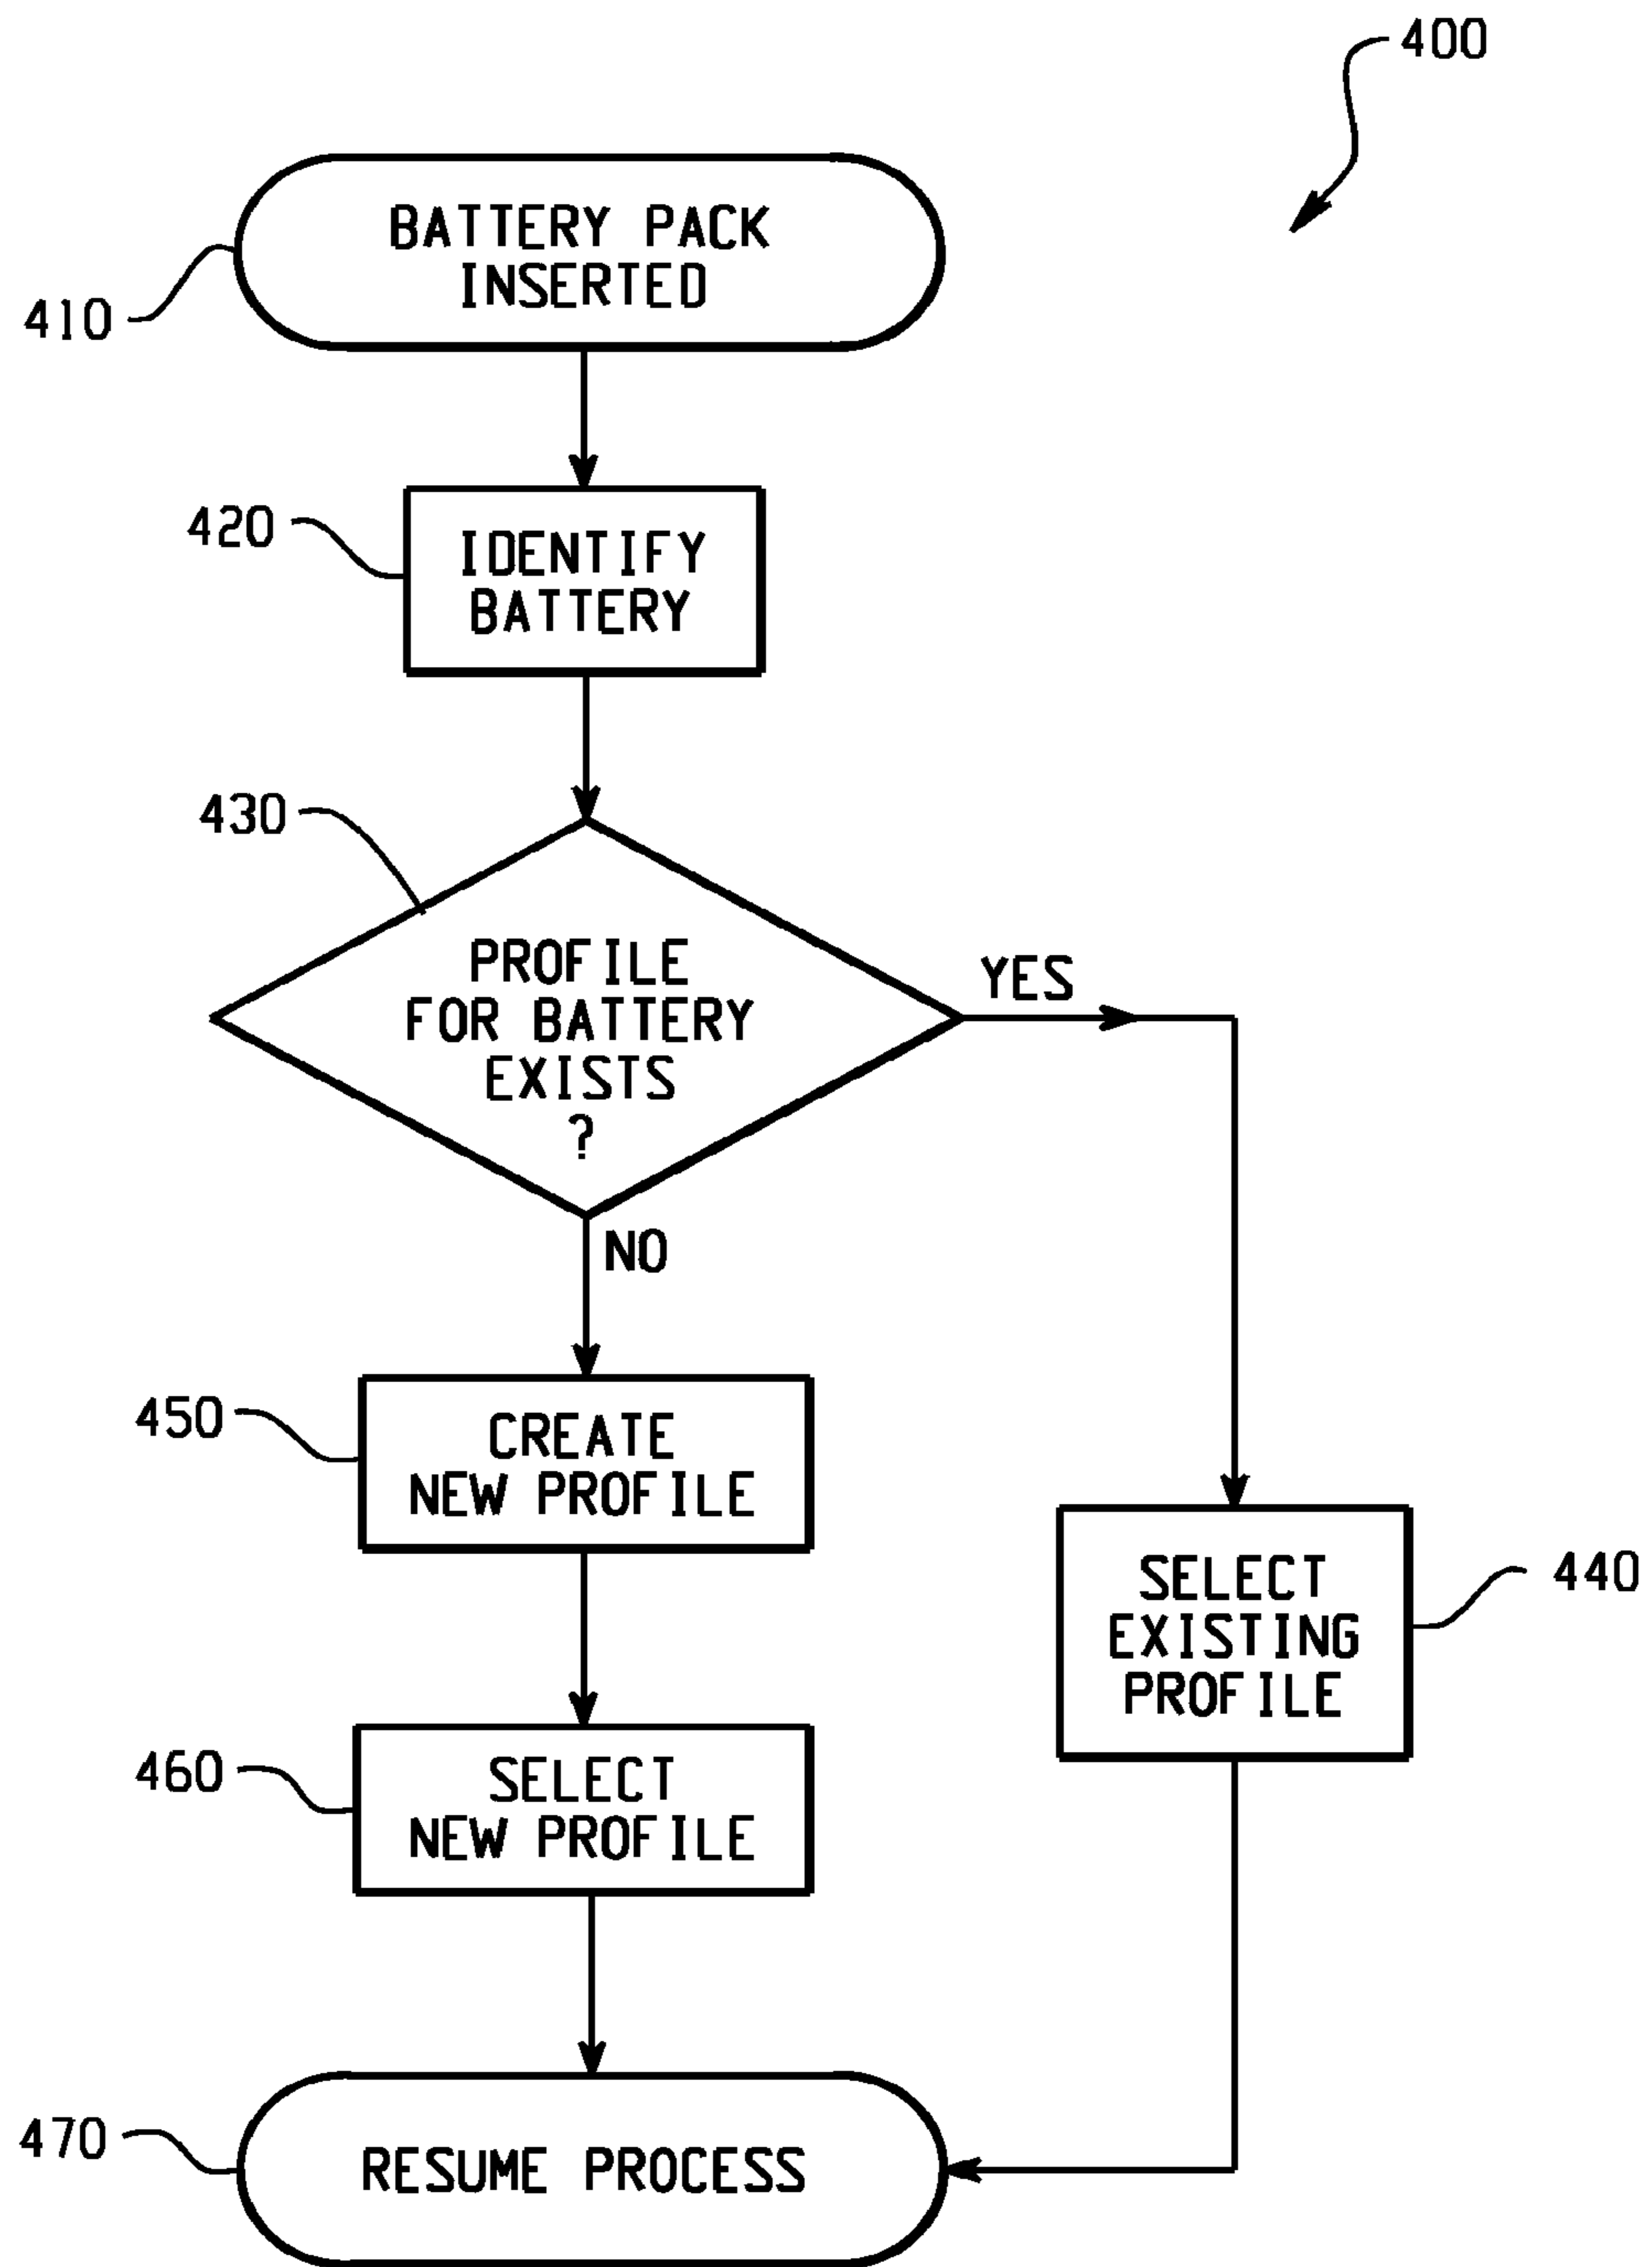 400
BATTERY PACK
INSERTED
410
420
IDENTIFY
BATTERY
430
PROFILE
FOR BATTERY
EXISTS
?
YES
NO
450
CREATE
NEW PROFILE
SELECT
EXISTING
PROFILE
440
460
SELECT
NEW PROFILE
470
RESUME PROCESS